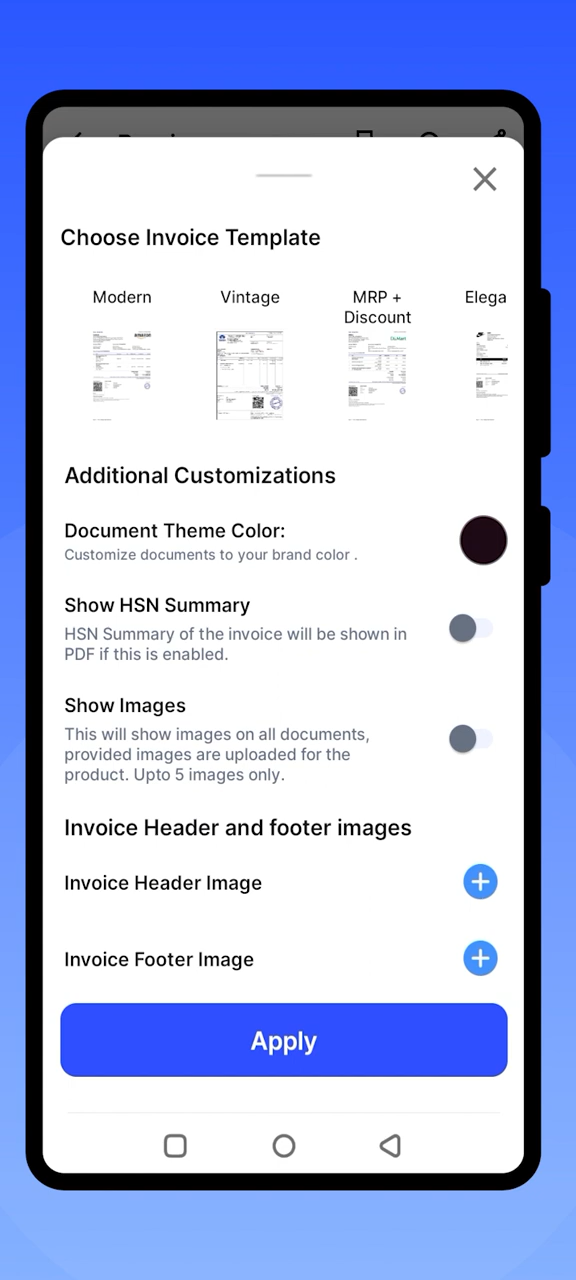 Choose Invoice Template
Modern
Vintage
MRP +
Discount
Elega
Additional Customizations
Document Theme Color:
Customize documents to your brand color .
Show HSN Summary
HSN Summary of the invoice will be shown in
PDF if this is enabled.
Show Images
This will show images on all documents,
provided images are uploaded for the
product. Upto 5 images only.
Invoice Header and footer images
Invoice Header Image
Invoice Footer Image
Apply